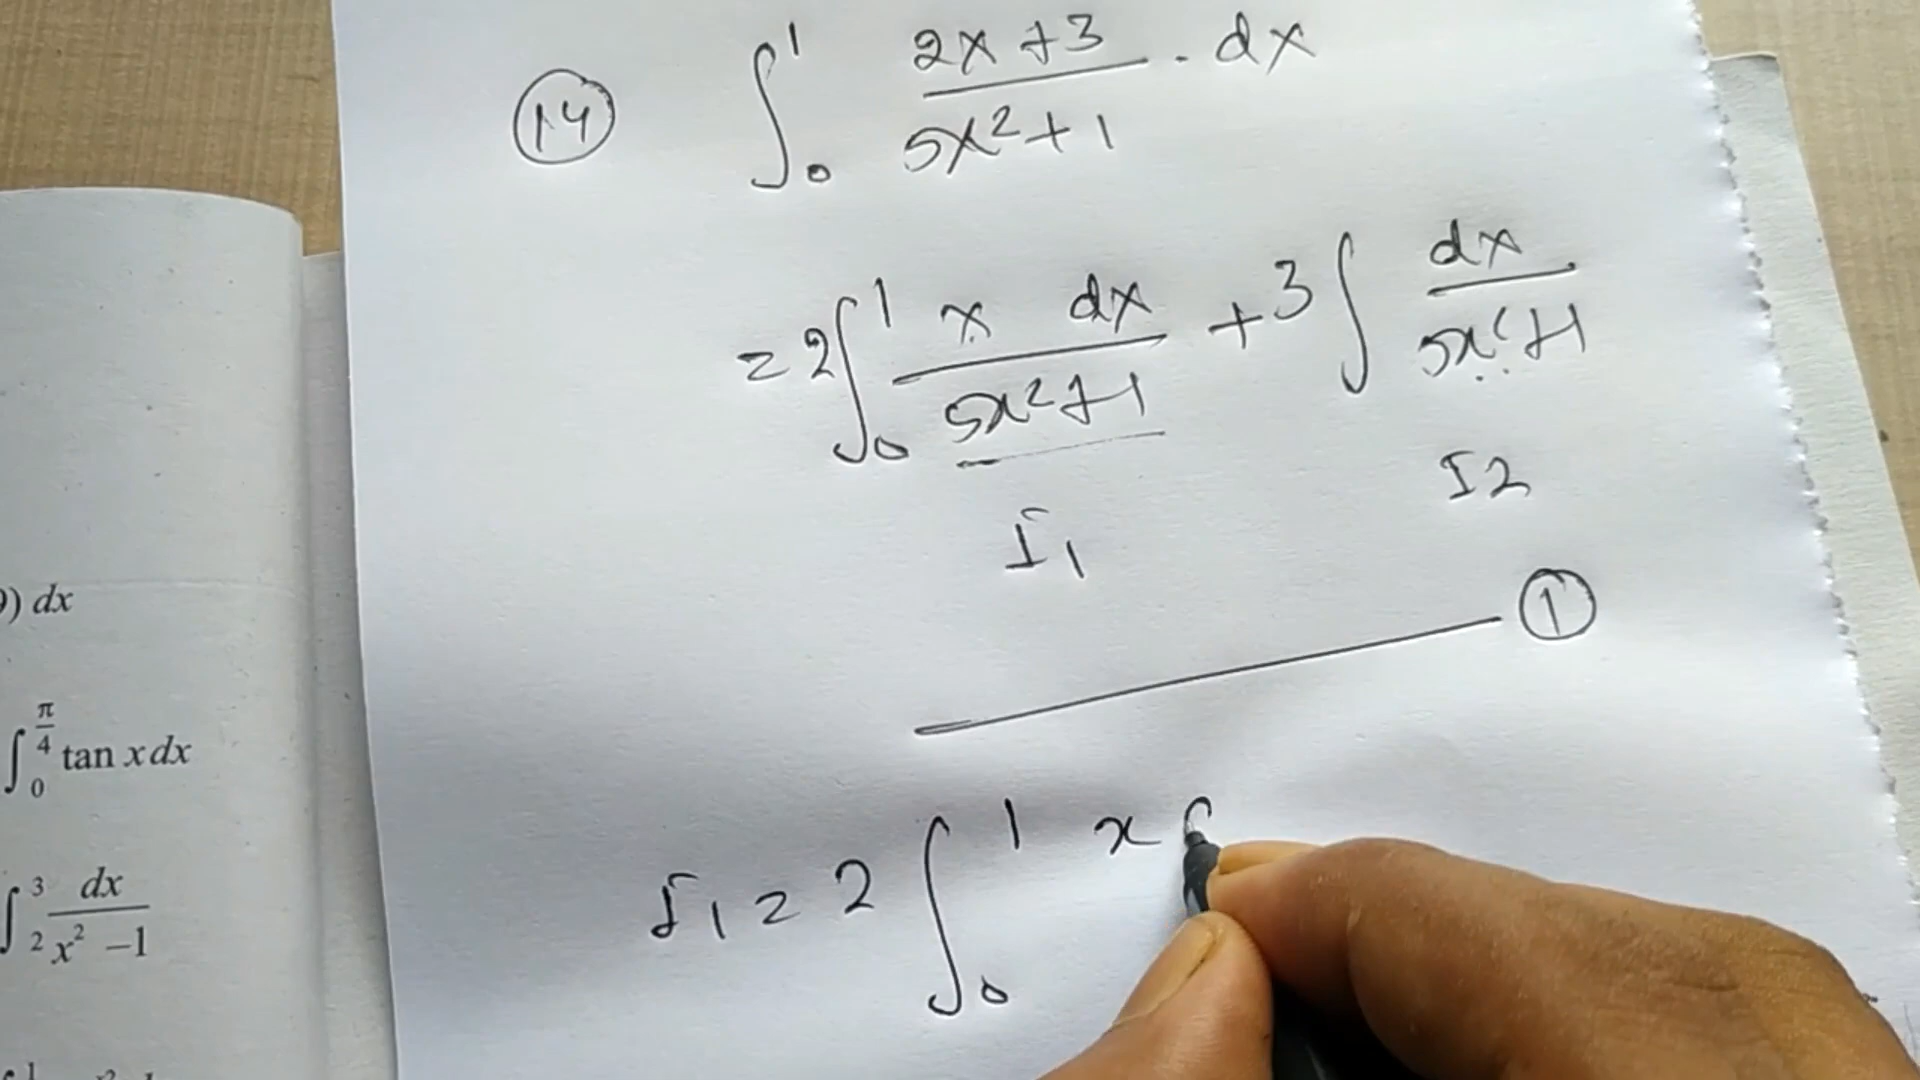 (14) ∫₀¹ (2x+3)/(5x²+1) . dx
= 2∫₀¹ (x dx)/(5x²+1) + 3∫ dx/(5x²+1)
I₁ I2
(1)
I₁ = 2 ∫₀¹ x
) dx
∫₀^(π/4) tan x dx
∫₂³ dx/(x² −1)